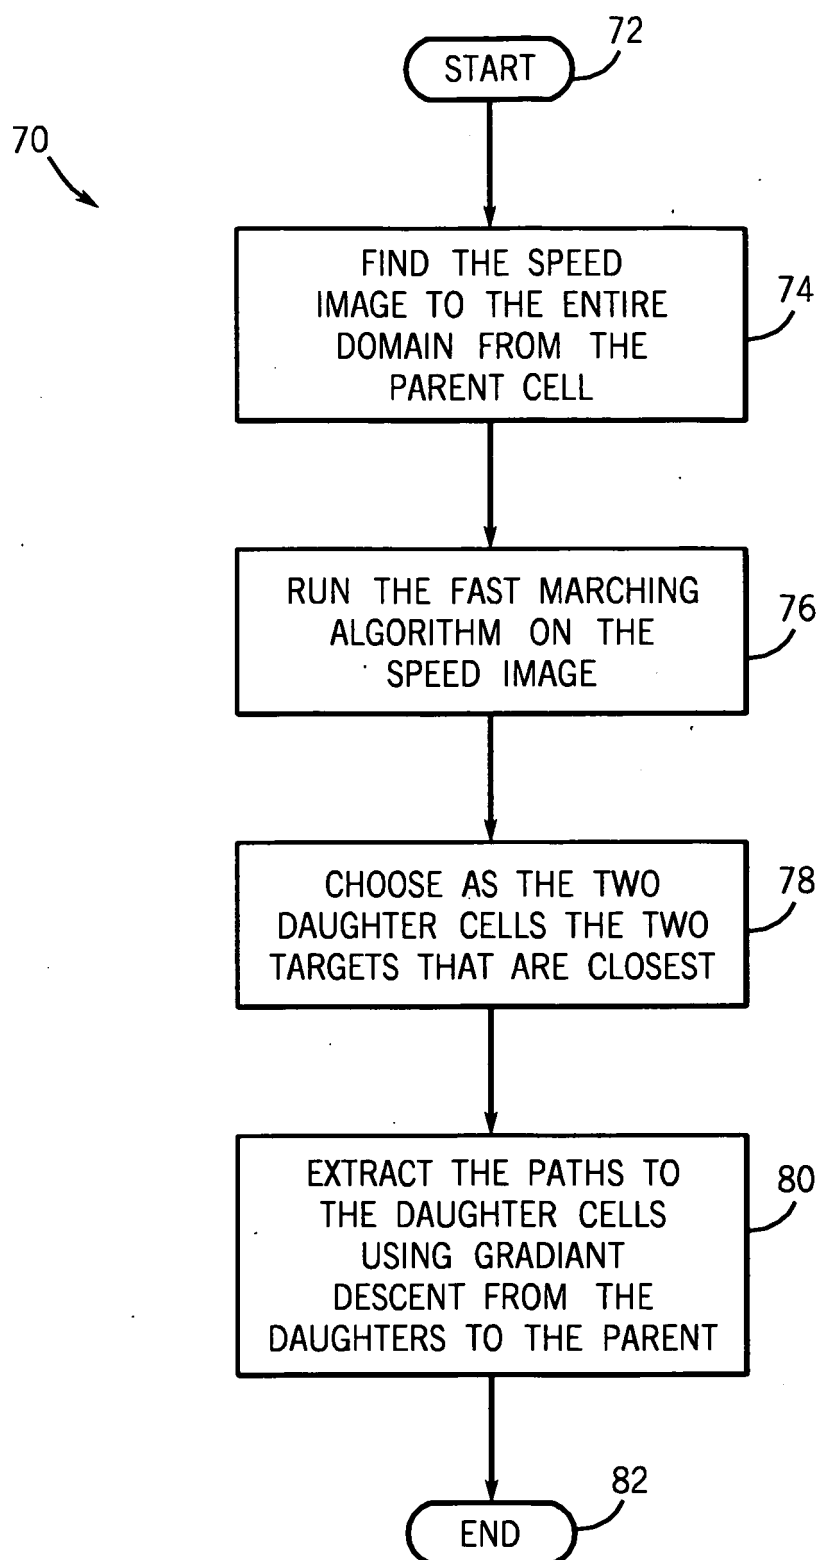 72
START
70
FIND THE SPEED
IMAGE TO THE ENTIRE
DOMAIN FROM THE
PARENT CELL
74
RUN THE FAST MARCHING
ALGORITHM ON THE
SPEED IMAGE
76
CHOOSE AS THE TWO
DAUGHTER CELLS THE TWO
TARGETS THAT ARE CLOSEST
78
EXTRACT THE PATHS TO
THE DAUGHTER CELLS
USING GRADIANT
DESCENT FROM THE
DAUGHTERS TO THE PARENT
80
82
END